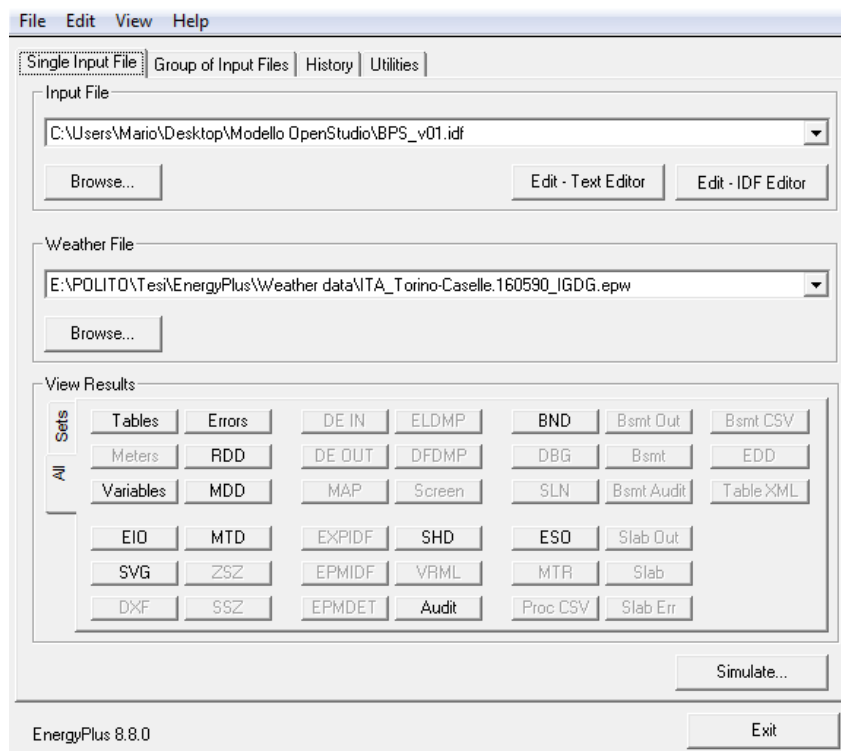 File Edit View Help
Single Input File Group of Input Files History Utilities
Input File
C:\Users\Mario\Desktop\Modello OpenStudio\BPS_v01.idf
Browse... Edit - Text Editor Edit - IDF Editor
Weather File
E:\POLITO\Tesi\EnergyPlus\Weather data\ITA_Torino-Caselle.160590_IGDG.epw
Browse...
View Results
Sets
All
Tables Errors DE IN ELDMP BND Bsmt Out Bsmt CSV
Meters RDD DE OUT DFDMP DBG Bsmt EDD
Variables MDD MAP Screen SLN Bsmt Audit Table XML
EIO MTD EXPIDF SHD ESO Slab Out
SVG ZSZ EPMIDF VRML MTR Slab
DXF SSZ EPMDET Audit Proc CSV Slab Err
Simulate...
EnergyPlus 8.8.0 Exit